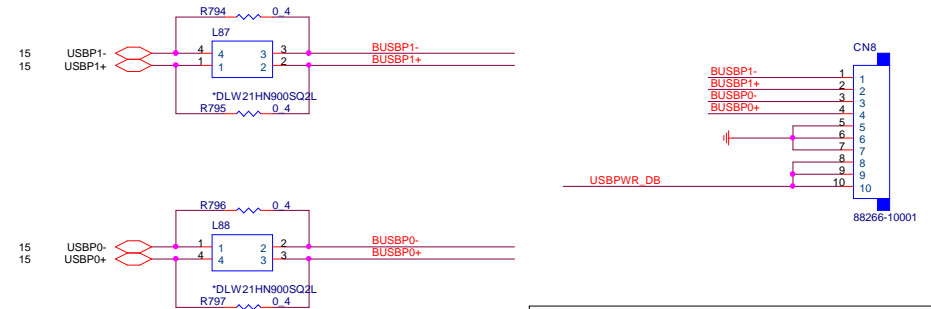 R794 0_4
L87
15 USBP1- 4 4 3 3 BUSBP1-
15 USBP1+ 1 1 2 2 BUSBP1+
*DLW21HN900SQ2L
R795 0_4
R796 0_4
L88
15 USBP0- 1 1 2 2 BUSBP0-
15 USBP0+ 4 4 3 3 BUSBP0+
*DLW21HN900SQ2L
R797 0_4
CN8
BUSBP1- 1 1
BUSBP1+ 2 2
BUSBP0- 3 3
BUSBP0+ 4 4
5 5
6 6
7 7
8 8
9 9
USBPWR_DB 10 10
88266-10001